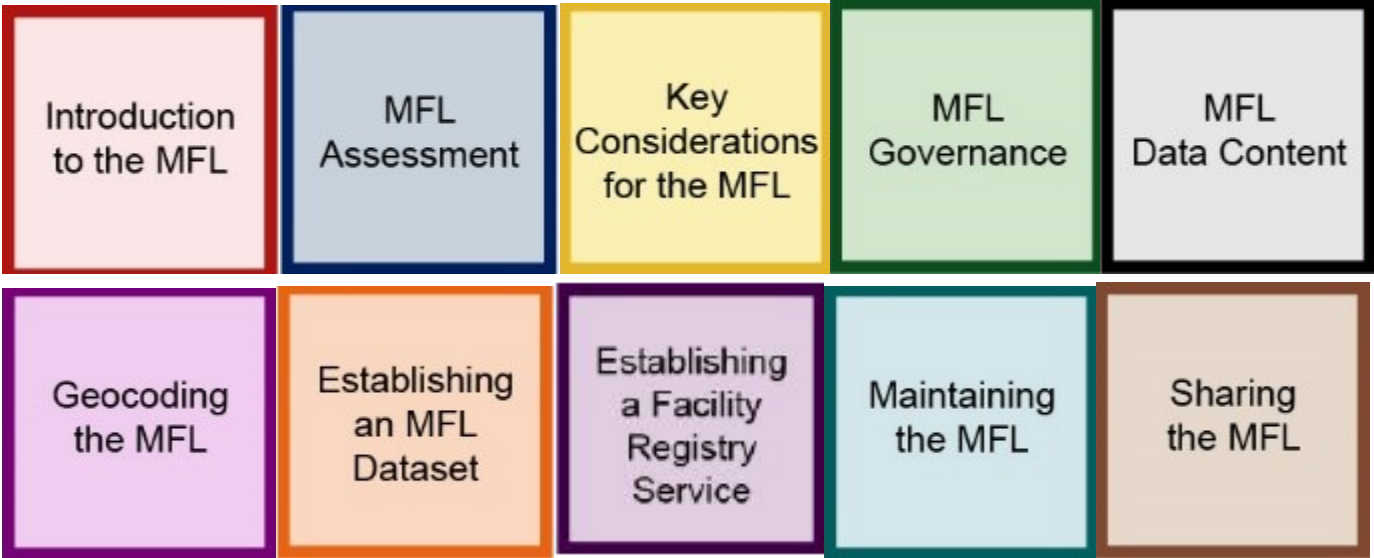 Introduction
to the MFL
MFL
Assessment
Key
Considerations
for the MFL
MFL
Governance
MFL
Data Content
Geocoding
the MFL
Establishing
an MFL
Dataset
Establishing
a Facility
Registry
Service
Maintaining
the MFL
Sharing
the MFL